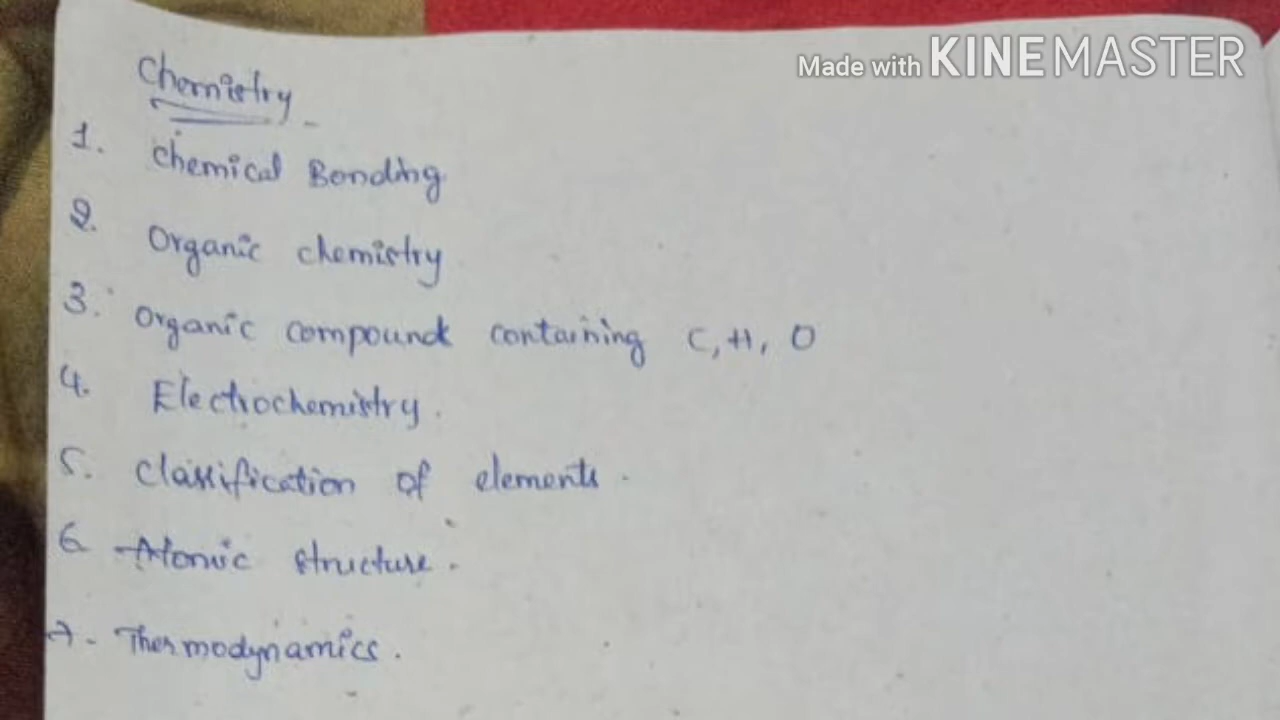 Made with KINEMASTER
Chemistry
1. Chemical Bonding
2. Organic chemistry
3. Organic compound containing C, H, O
4. Electrochemistry.
5. Classification of elements.
6 Atomic structure.
7. Thermodynamics.